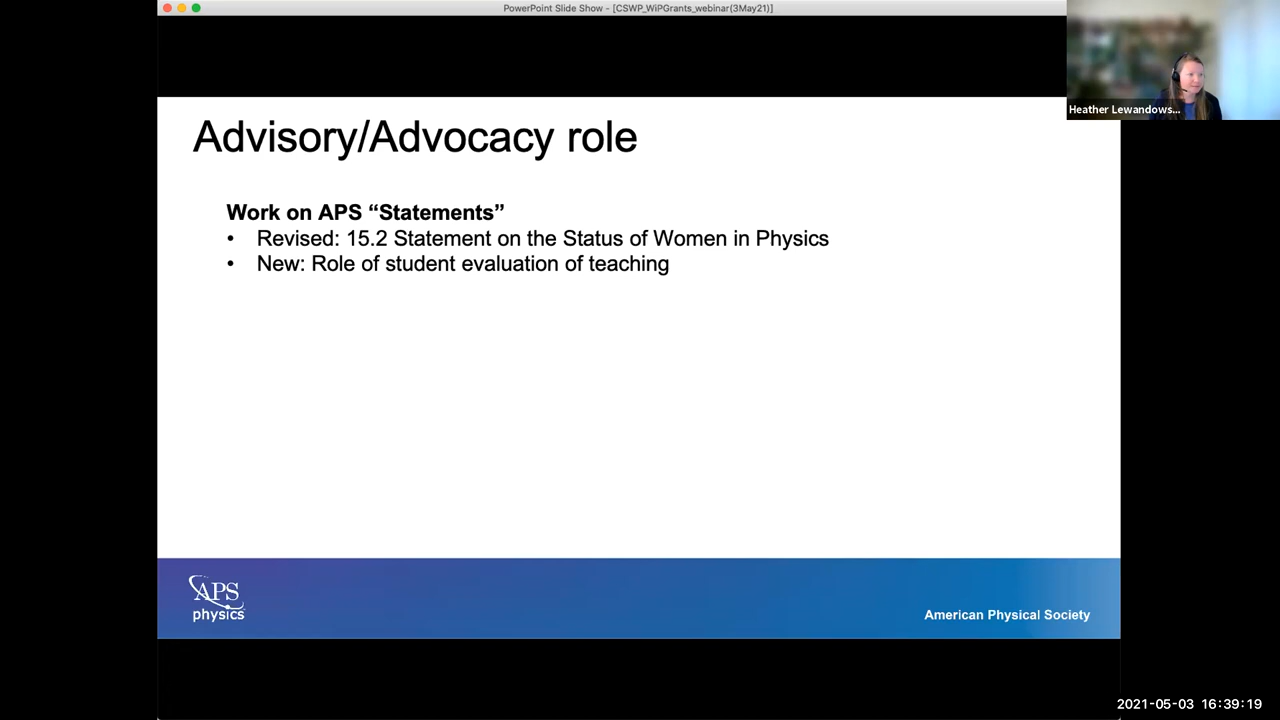 PowerPoint Slide Show - [CSWP_WiPGrants_webinar(3May21)]
Heather Lewandows...
Advisory/Advocacy role
Work on APS “Statements”
• Revised: 15.2 Statement on the Status of Women in Physics
• New: Role of student evaluation of teaching
APS
physics
American Physical Society
2021-05-03 16:39:19